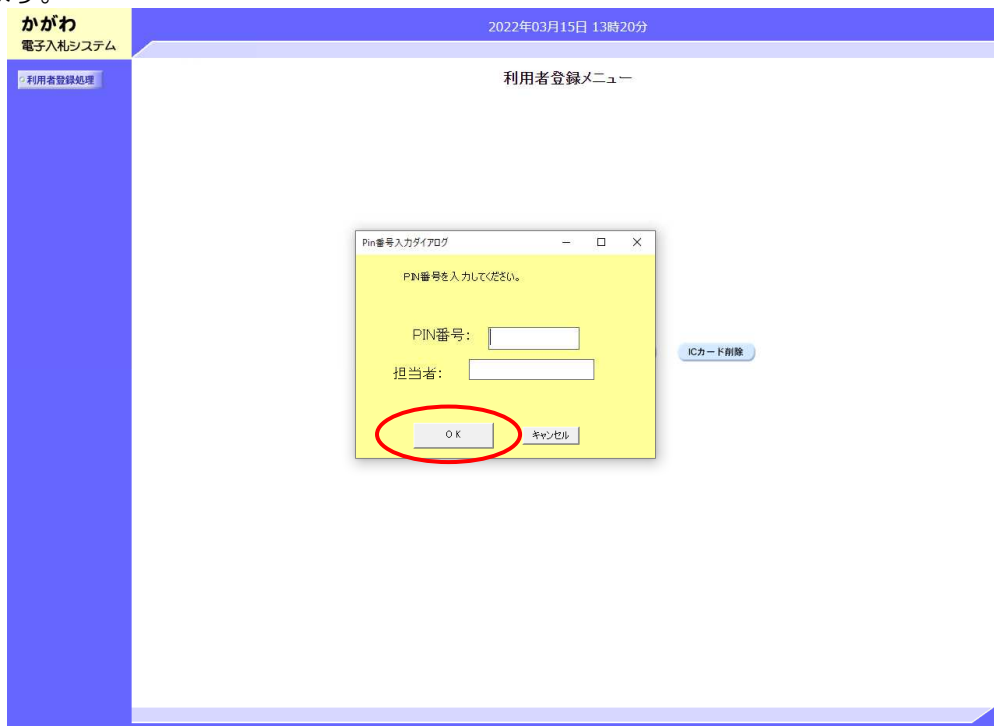 ます。
かがわ
電子入札システム
2022年03月15日 13時20分
利用者登録処理
利用者登録メニュー
Pin番号入力ダイアログ
PIN番号を入力してください。
PIN番号:
担当者:
ICカード削除
OK
キャンセル